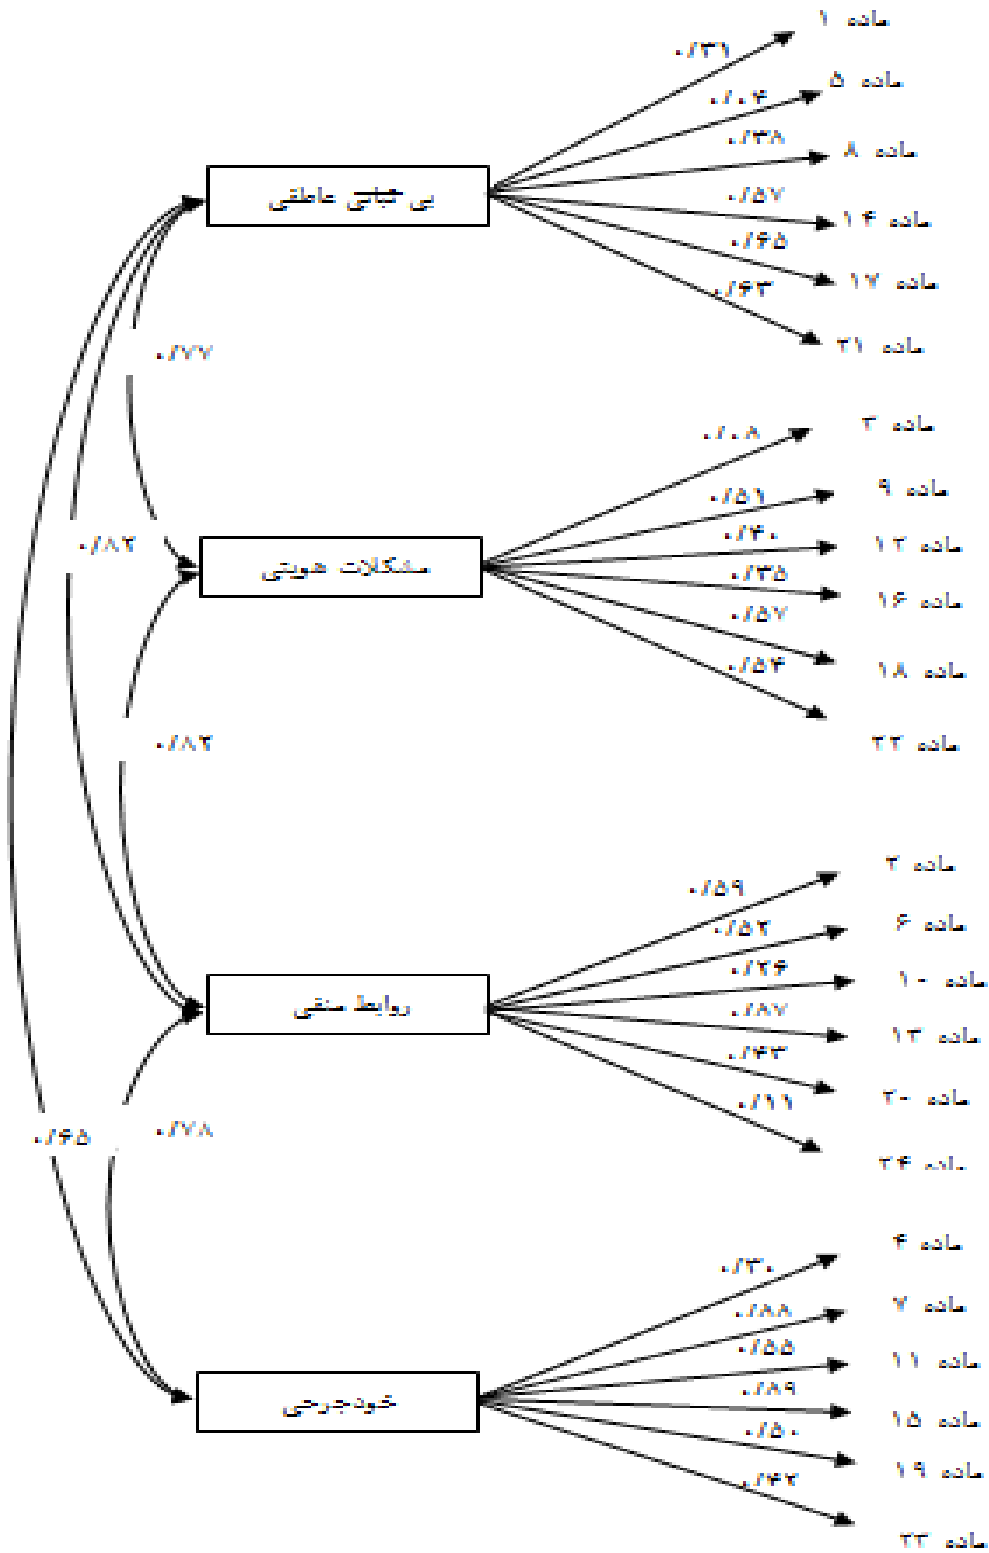 ماده ۱
۰/۳۱
ماده ۵
۰/۰۴
ماده ۸
۰/۳۸
بی ثباتی عاطفی
ماده ۱۴
۰/۵۷
ماده ۱۷
۰/۶۵
ماده ۲۱
۰/۶۳
۰/۷۷
ماده ۳
۰/۰۸
ماده ۹
۰/۵۱
ماده ۱۲
۰/۴۰
۰/۸۲
مشکلات هویتی
ماده ۱۶
۰/۳۵
ماده ۱۸
۰/۵۷
ماده ۲۲
۰/۵۴
۰/۸۲
ماده ۲
۰/۵۹
ماده ۶
۰/۵۲
ماده ۱۰
۰/۲۶
روابط منفی
ماده ۱۳
۰/۸۷
ماده ۲۰
۰/۴۳
ماده ۲۴
۰/۱۱
۰/۶۵
۰/۷۸
ماده ۴
۰/۳۰
ماده ۷
۰/۸۸
ماده ۱۱
۰/۵۵
خودجرحی
ماده ۱۵
۰/۸۹
ماده ۱۹
۰/۵۰
ماده ۲۳
۰/۴۲